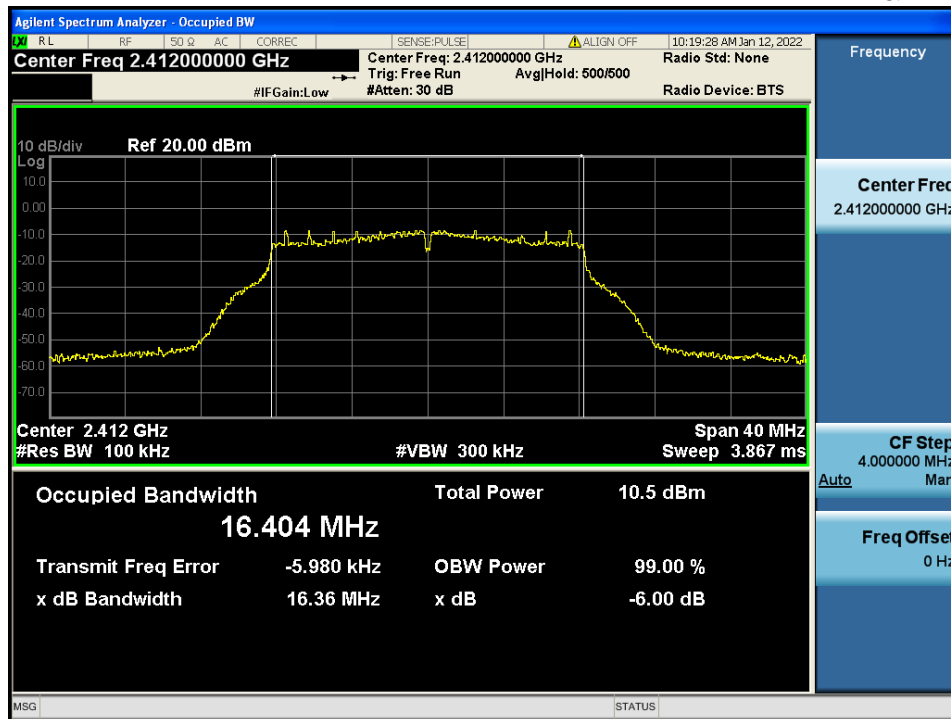 Agilent Spectrum Analyzer - Occupied BW
LXI RL RF 50 Ω AC CORREC SENSE:PULSE ALIGN OFF 10:19:28 AM Jan 12, 2022
Center Freq 2.412000000 GHz
Center Freq: 2.412000000 GHz
Radio Std: None
Trig: Free Run Avg|Hold: 500/500
#IFGain:Low #Atten: 30 dB Radio Device: BTS
10 dB/div Ref 20.00 dBm
Log
10.0
0.00
-10.0
-20.0
-30.0
-40.0
-50.0
-60.0
-70.0
Center 2.412 GHz Span 40 MHz
#Res BW 100 kHz #VBW 300 kHz Sweep 3.867 ms
Occupied Bandwidth Total Power 10.5 dBm
16.404 MHz
Transmit Freq Error -5.980 kHz OBW Power 99.00 %
x dB Bandwidth 16.36 MHz x dB -6.00 dB
MSG STATUS
Frequency
Center Freq
2.412000000 GHz
CF Step
4.000000 MHz
Auto Man
Freq Offset
0 Hz